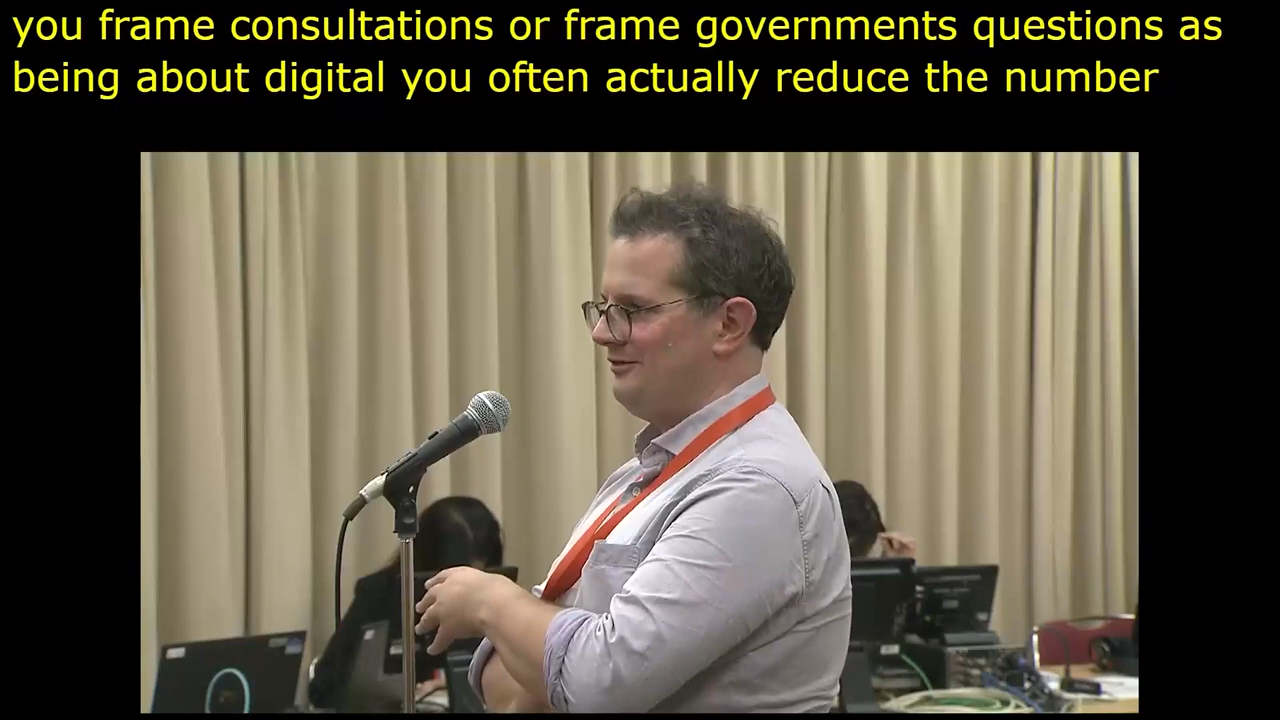 you frame consultations or frame governments questions as
being about digital you often actually reduce the number